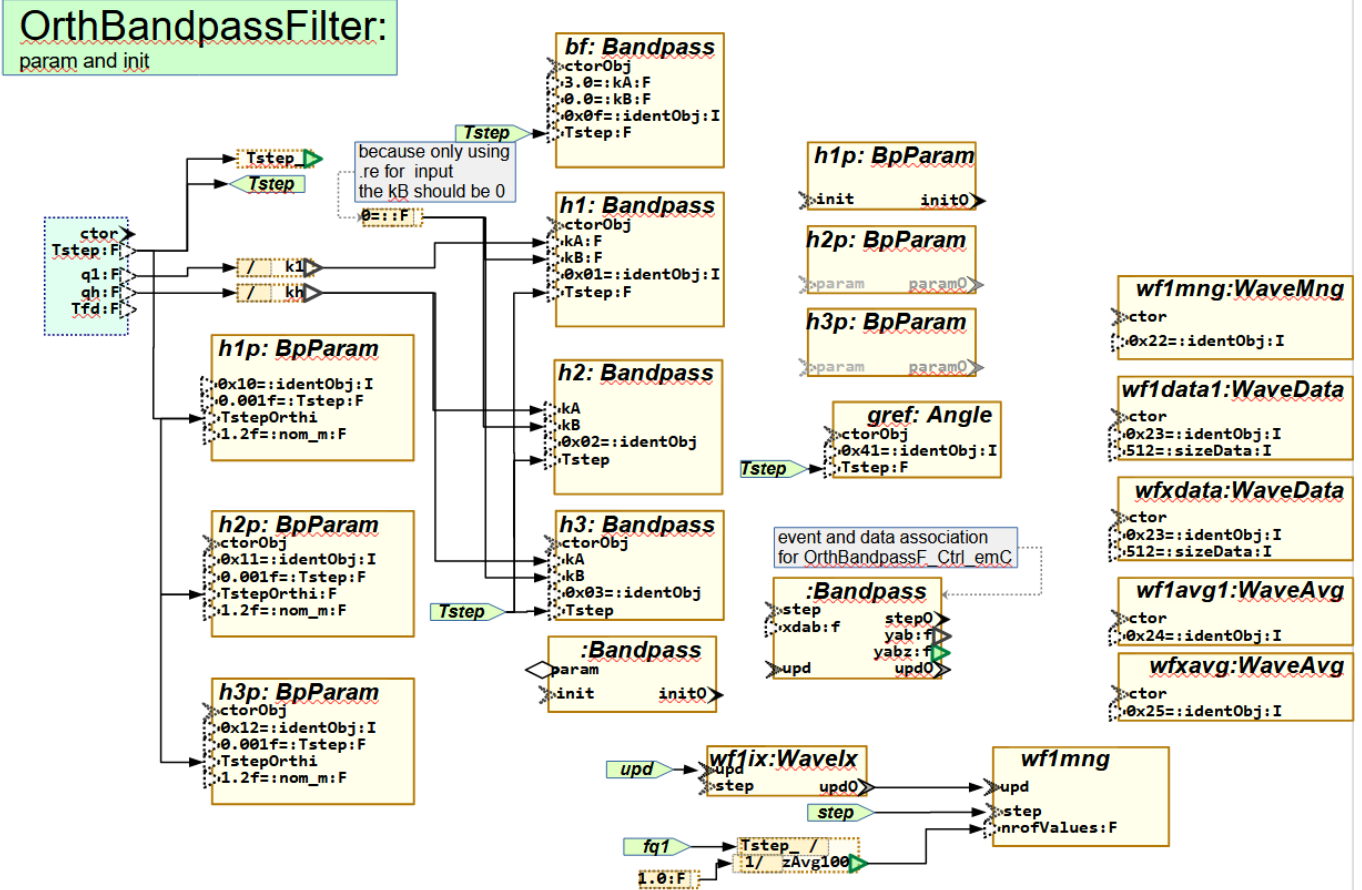 OrthBandpassFilter:
param and init
Tstep_
Tstep
because only using
.re for input
the kB should be 0
0=::F
ctor
Tstep:F
q1:F
qh:F
Tfd:F
/ k1
/ kh
h1p: BpParam
0x10=:identObj:I
0.001f=:Tstep:F
TstepOrthi
1.2f=:nom_m:F
h2p: BpParam
ctorObj
0x11=:identObj:I
0.001f=:Tstep:F
TstepOrthi:F
1.2f=:nom_m:F
h3p: BpParam
ctorObj
0x12=:identObj:I
0.001f=:Tstep:F
TstepOrthi
1.2f=:nom_m:F
bf: Bandpass
ctorObj
3.0=:kA:F
0.0=:kB:F
0x0f=:identObj:I
Tstep:F
Tstep
h1: Bandpass
ctorObj
kA:F
kB:F
0x01=:identObj:I
Tstep:F
h2: Bandpass
kA
kB
0x02=:identObj
Tstep
h3: Bandpass
ctorObj
kA
kB
0x03=:identObj
Tstep
Tstep
:Bandpass
param
init initO
h1p: BpParam
init initO
h2p: BpParam
param paramO
h3p: BpParam
param paramO
gref: Angle
ctorObj
0x41=:identObj:I
Tstep:F
Tstep
event and data association
for OrthBandpassF_Ctrl_emC
:Bandpass
step stepO
xdab:f yab:f
yabz:f
upd updO
wf1mng:WaveMng
ctor
0x22=:identObj:I
wf1data1:WaveData
ctor
0x23=:identObj:I
512=:sizeData:I
wfxdata:WaveData
ctor
0x23=:identObj:I
512=:sizeData:I
wf1avg1:WaveAvg
ctor
0x24=:identObj:I
wfxavg:WaveAvg
ctor
0x25=:identObj:I
upd
wf1ix:WaveIx
upd
step updO
step
wf1mng
upd
step
nrofValues:F
fq1
Tstep_ /
1/ zAvg100
1.0:F